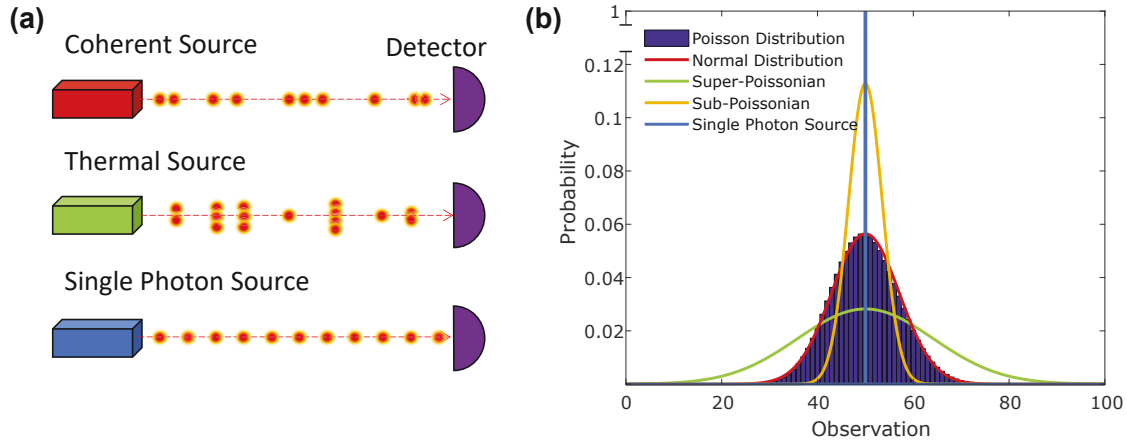 (a)
Coherent Source
Detector
Thermal Source
Single Photon Source
(b)
1
0.12
0.1
0.08
0.06
0.04
0.02
Probability
Poisson Distribution
Normal Distribution
Super-Poissonian
Sub-Poissonian
Single Photon Source
0
20
40
60
80
100
Observation